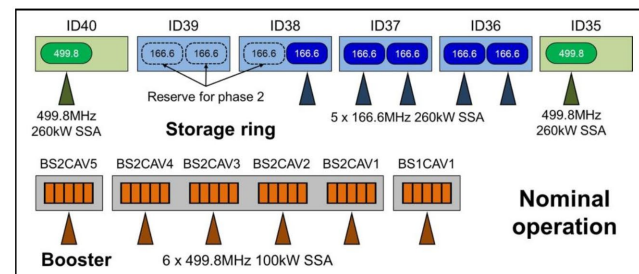 ID40 ID39 ID38 ID37 ID36 ID35
499.8 166.6 166.6 166.6 166.6 166.6 166.6 166.6 166.6 499.8
Reserve for phase 2
499.8MHz
260kW SSA
Storage ring
5 x 166.6MHz 260kW SSA
499.8MHz
260kW SSA
BS2CAV5 BS2CAV4 BS2CAV3 BS2CAV2 BS2CAV1 BS1CAV1
Nominal
operation
Booster
6 x 499.8MHz 100kW SSA